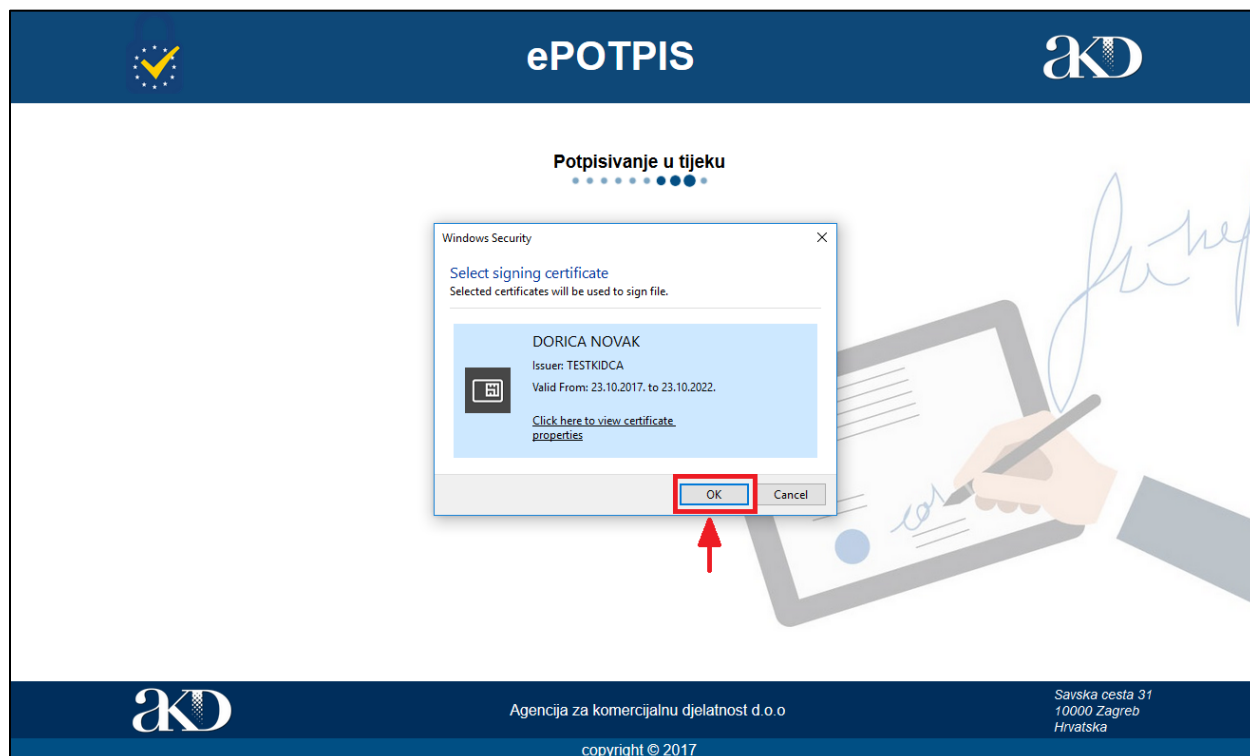 ePOTPIS
AKD
Potpisivanje u tijeku
Windows Security
Select signing certificate
Selected certificates will be used to sign file.
DORICA NOVAK
Issuer: TESTKIDCA
Valid From: 23.10.2017. to 23.10.2022.
Click here to view certificate
properties
OK
Cancel
AKD
Agencija za komercijalnu djelatnost d.o.o
Savska cesta 31
10000 Zagreb
Hrvatska
copyright © 2017